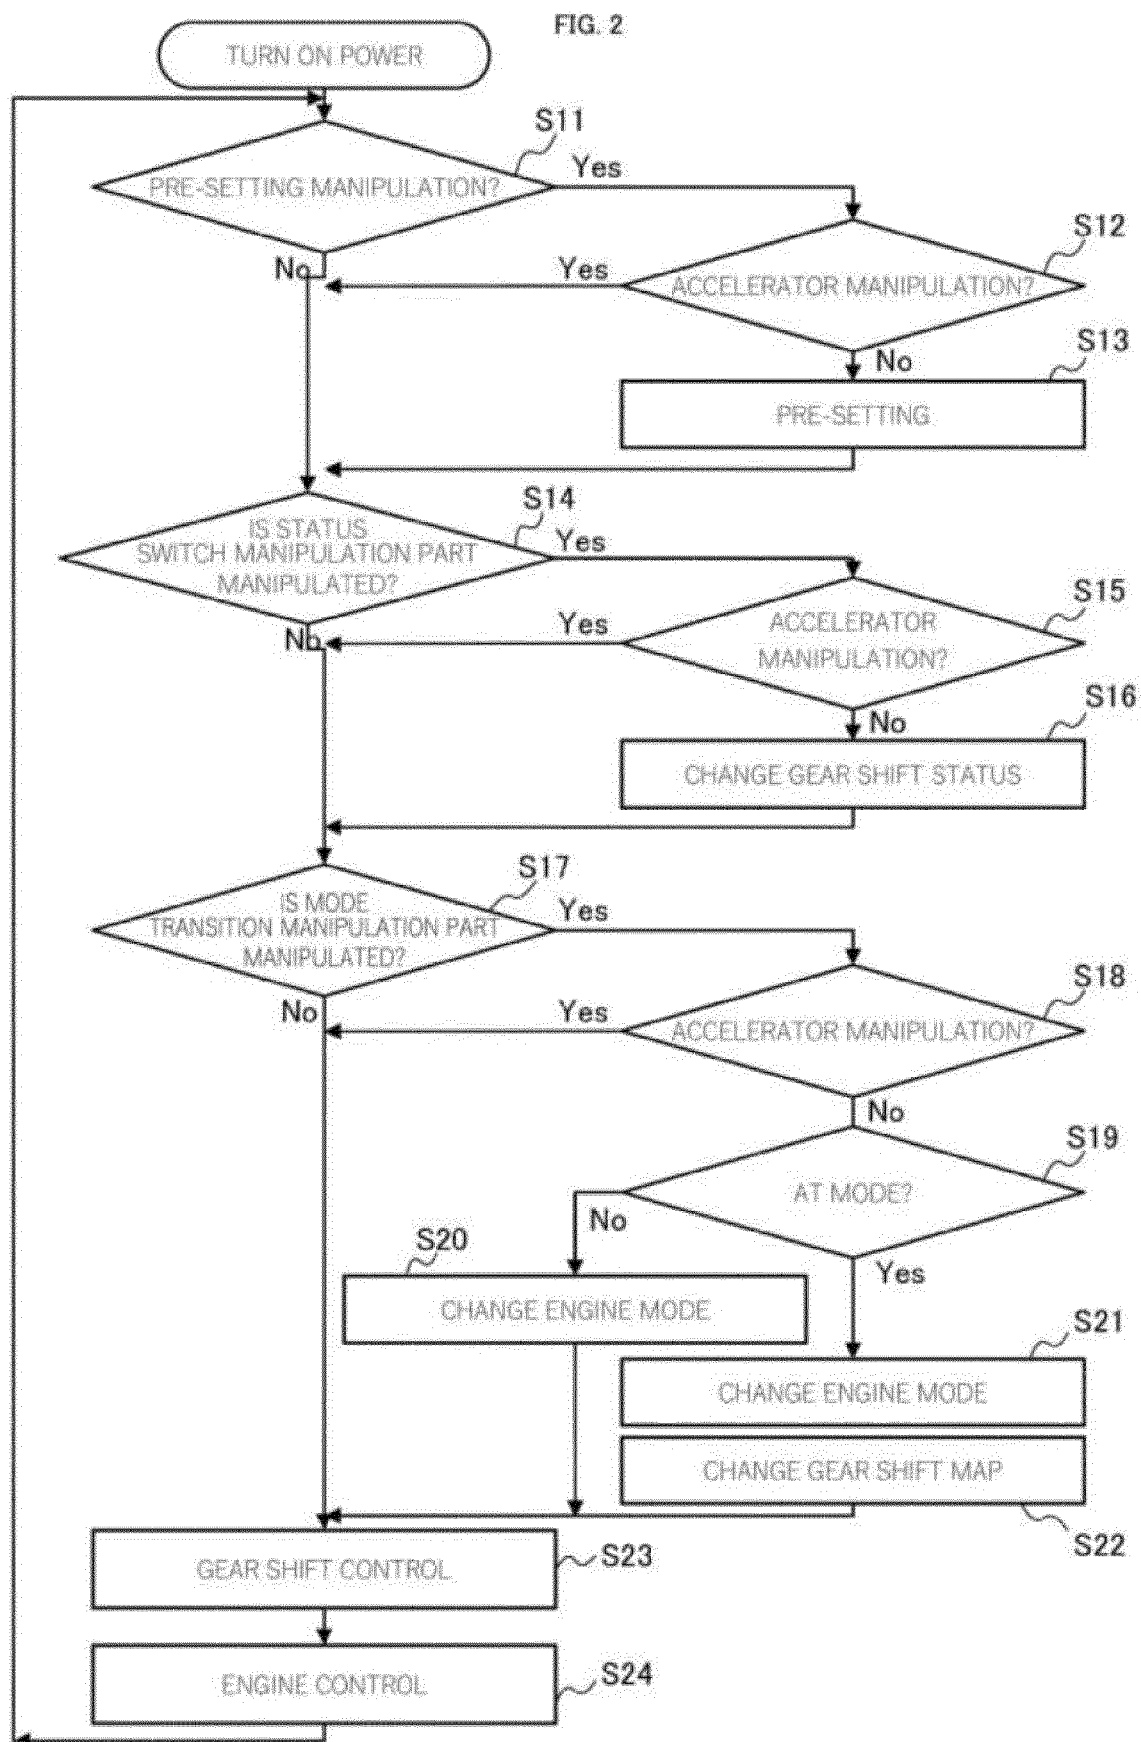 FIG. 2
TURN ON POWER
S11
PRE-SETTING MANIPULATION?
Yes
No
S12
ACCELERATOR MANIPULATION?
Yes
No
S13
PRE-SETTING
S14
IS STATUS
SWITCH MANIPULATION PART
MANIPULATED?
Yes
No
S15
ACCELERATOR
MANIPULATION?
Yes
No
S16
CHANGE GEAR SHIFT STATUS
S17
IS MODE
TRANSITION MANIPULATION PART
MANIPULATED?
Yes
No
S18
ACCELERATOR MANIPULATION?
Yes
No
S19
AT MODE?
No
Yes
S20
CHANGE ENGINE MODE
S21
CHANGE ENGINE MODE
CHANGE GEAR SHIFT MAP
S22
GEAR SHIFT CONTROL
S23
ENGINE CONTROL
S24